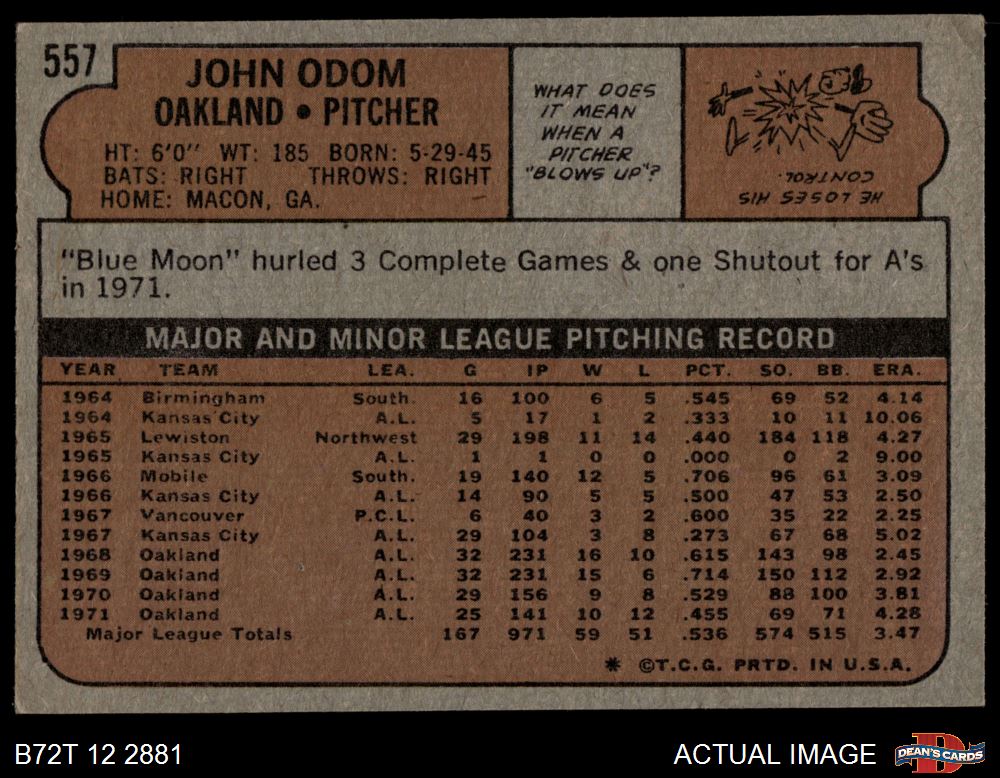 557
JOHN ODOM
OAKLAND • PITCHER
HT: 6'0" WT: 185 BORN: 5-29-45
BATS: RIGHT THROWS: RIGHT
HOME: MACON, GA.
WHAT DOES
IT MEAN
WHEN A
PITCHER
"BLOWS UP"?
HE LOSES HIS
CONTROL.
"Blue Moon" hurled 3 Complete Games & one Shutout for A's
in 1971.
MAJOR AND MINOR LEAGUE PITCHING RECORD
YEAR TEAM LEA. G IP W L PCT. SO. BB. ERA.
1964 Birmingham South. 16 100 6 5 .545 69 52 4.14
1964 Kansas City A.L. 5 17 1 2 .333 10 11 10.06
1965 Lewiston Northwest 29 198 11 14 .440 184 118 4.27
1965 Kansas City A.L. 1 1 0 0 .000 0 2 9.00
1966 Mobile South. 19 140 12 5 .706 96 61 3.09
1966 Kansas City A.L. 14 90 5 5 .500 47 53 2.50
1967 Vancouver P.C.L. 6 40 3 2 .600 35 22 2.25
1967 Kansas City A.L. 29 104 3 8 .273 67 68 5.02
1968 Oakland A.L. 32 231 16 10 .615 143 98 2.45
1969 Oakland A.L. 32 231 15 6 .714 150 112 2.92
1970 Oakland A.L. 29 156 9 8 .529 88 100 3.81
1971 Oakland A.L. 25 141 10 12 .455 69 71 4.28
Major League Totals 167 971 59 51 .536 574 515 3.47
* ©T.C.G. PRTD. IN U.S.A.
B72T 12 2881
ACTUAL IMAGE
DEAN'S CARDS